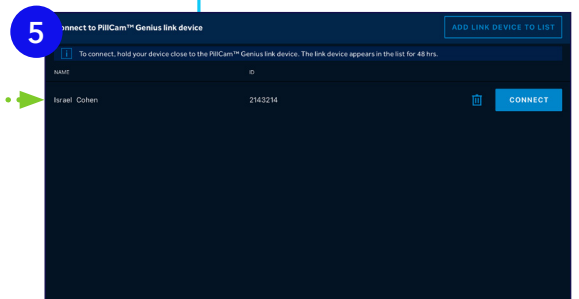 5
onnect to PillCam™ Genius link device
ADD LINK DEVICE TO LIST
i To connect, hold your device close to the PillCam™ Genius link device. The link device appears in the list for 48 hrs.
NAME ID
Israel Cohen 2143214 CONNECT